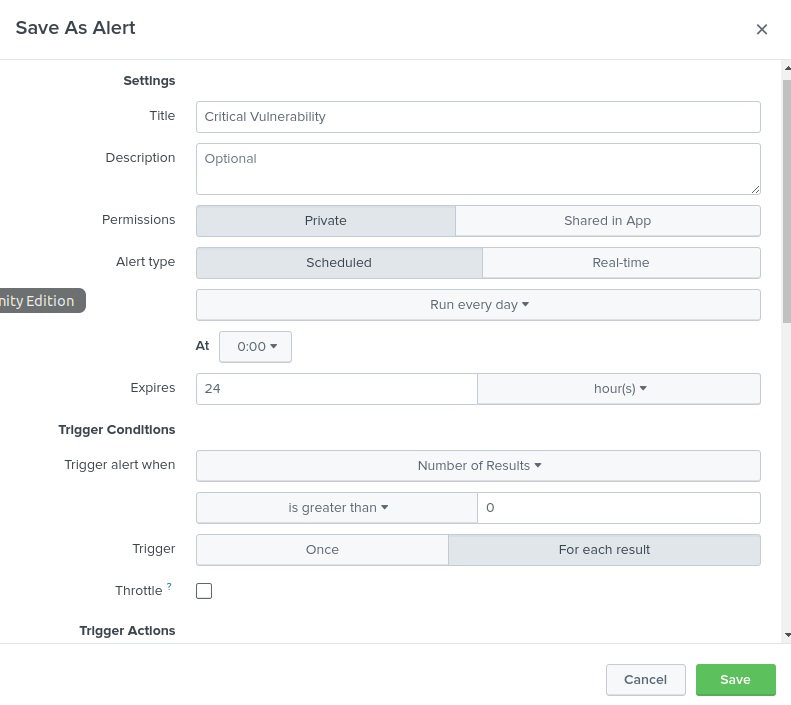 Save As Alert ×
Settings
Title Critical Vulnerability
Description Optional
Permissions Private Shared in App
Alert type Scheduled Real-time
nity Edition Run every day
At 0:00
Expires 24 hour(s)
Trigger Conditions
Trigger alert when Number of Results
is greater than 0
Trigger Once For each result
Throttle ?
Trigger Actions
Cancel Save